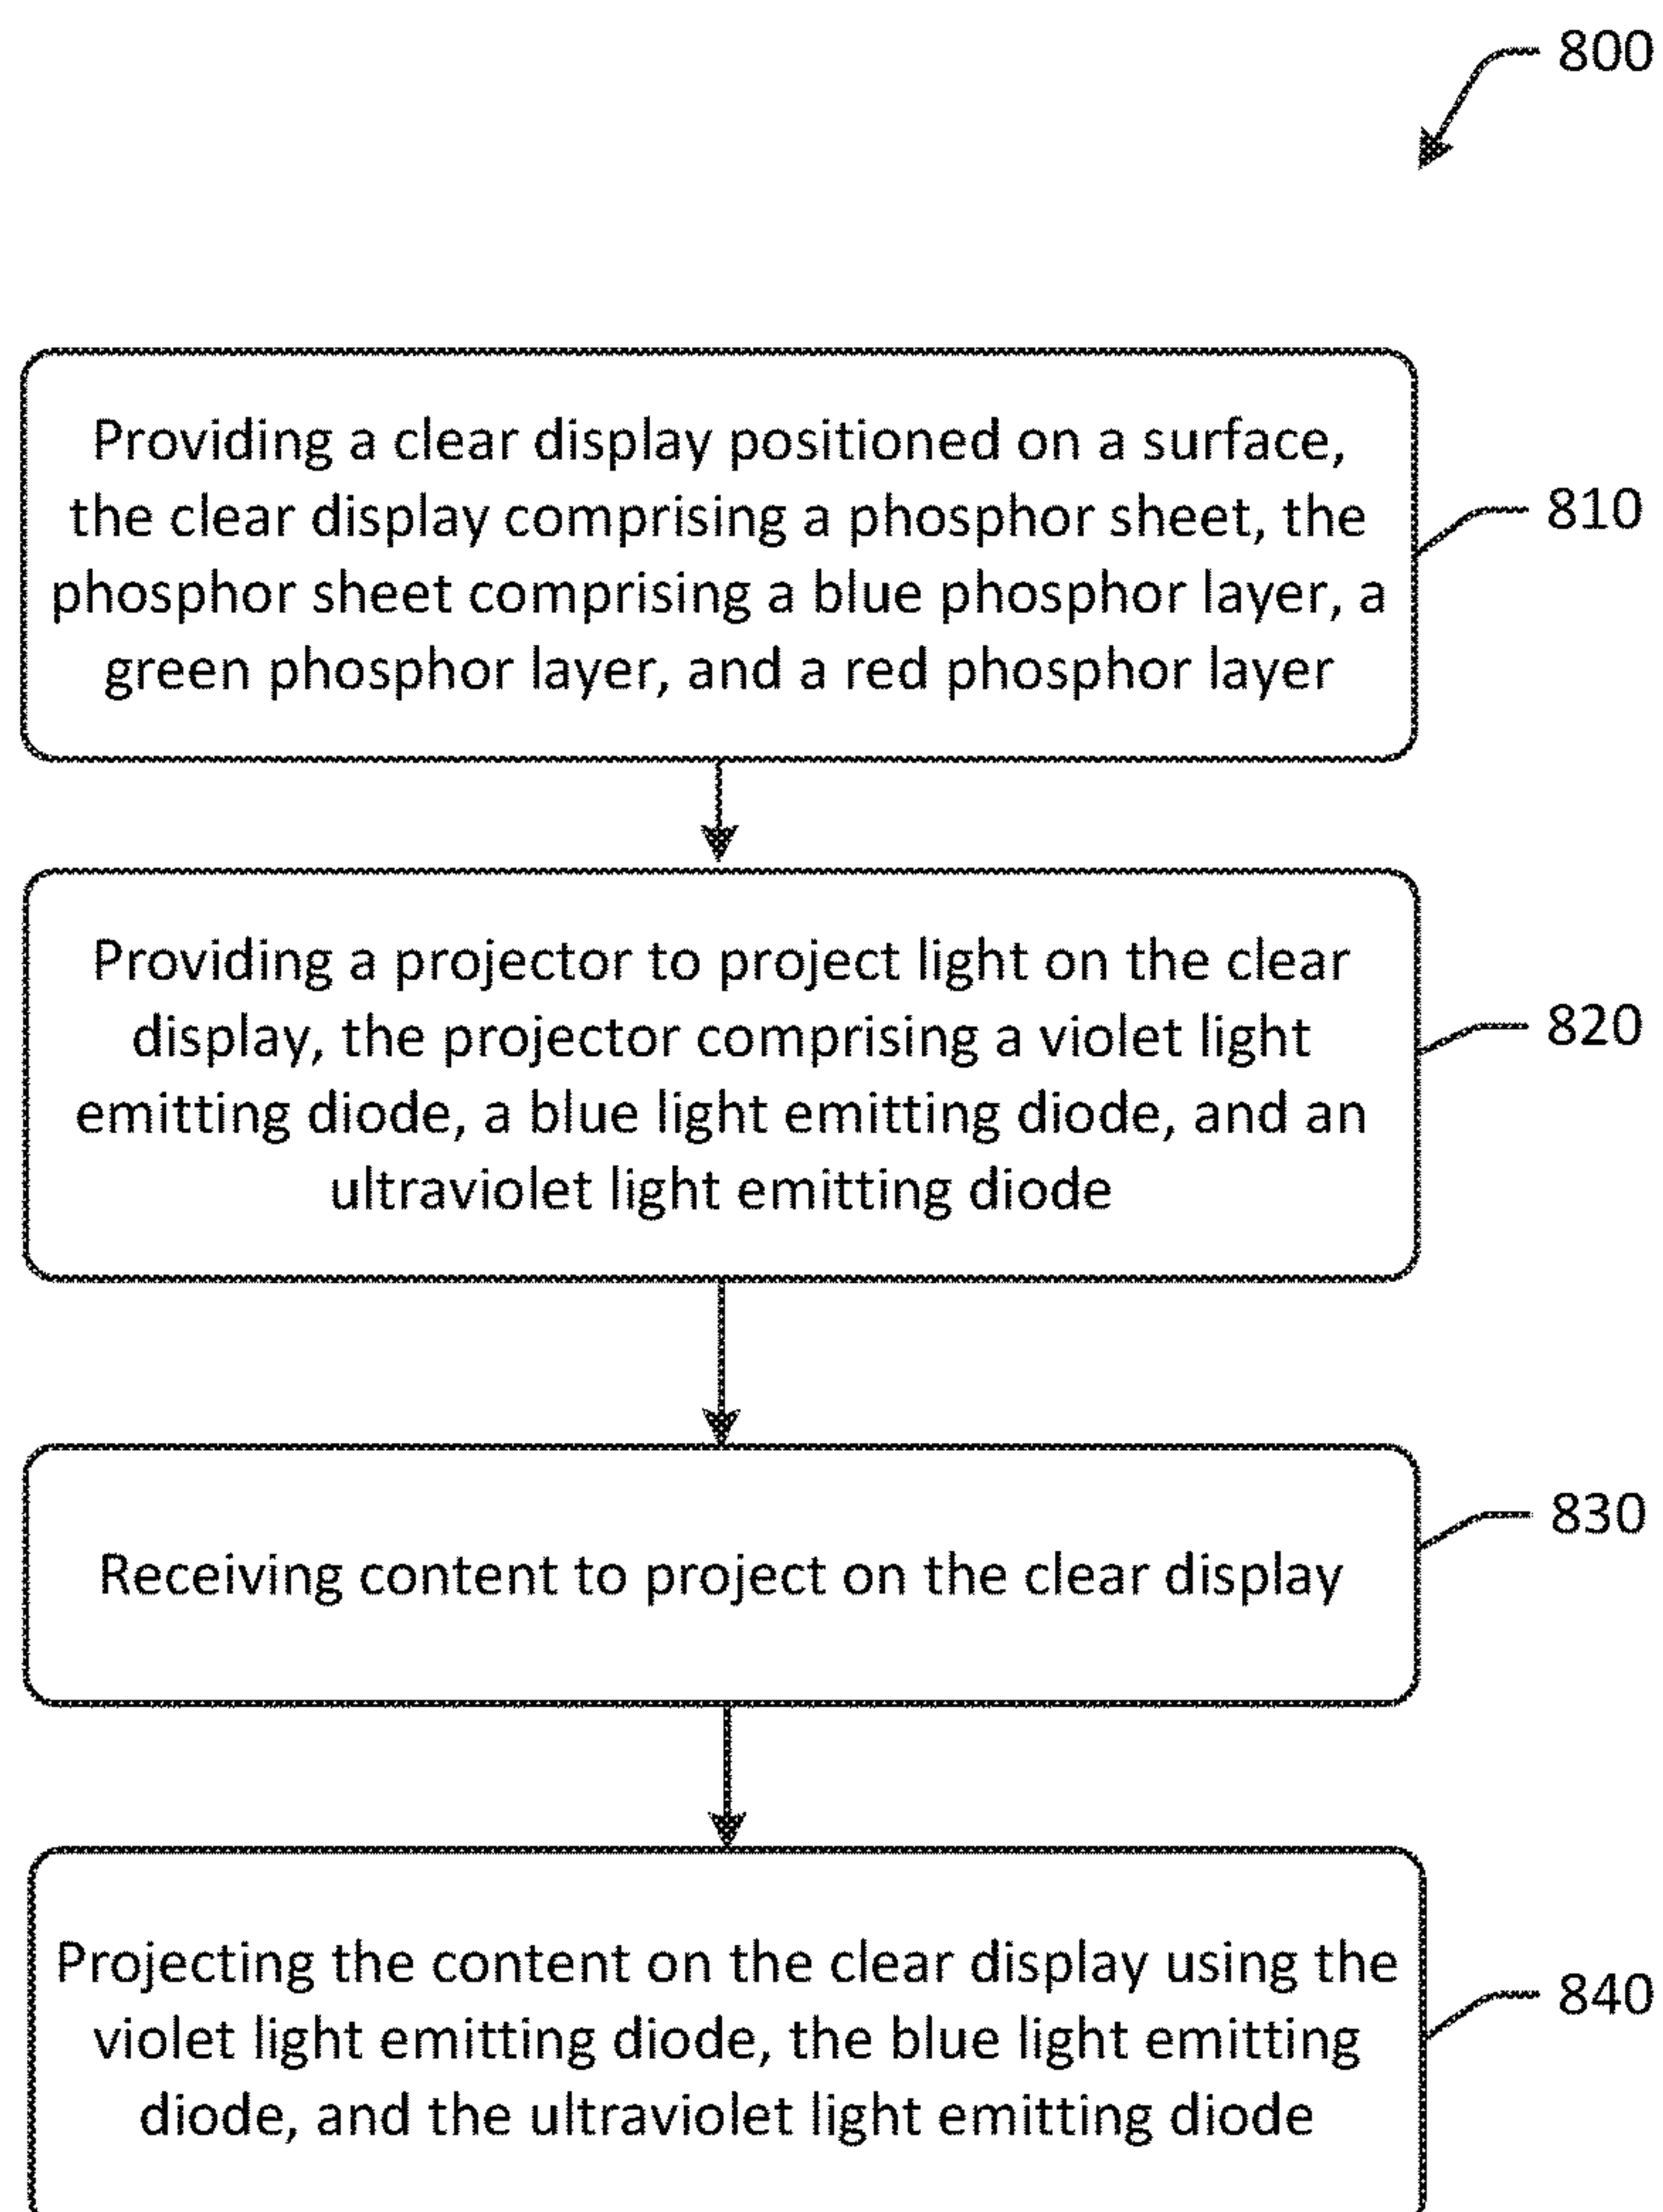 800
Providing a clear display positioned on a surface,
the clear display comprising a phosphor sheet, the
phosphor sheet comprising a blue phosphor layer, a
green phosphor layer, and a red phosphor layer
810
Providing a projector to project light on the clear
display, the projector comprising a violet light
emitting diode, a blue light emitting diode, and an
ultraviolet light emitting diode
820
Receiving content to project on the clear display
830
Projecting the content on the clear display using the
violet light emitting diode, the blue light emitting
diode, and the ultraviolet light emitting diode
840